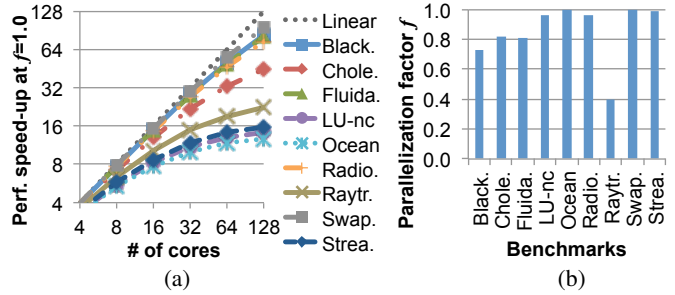 Perf. speed-up at f=1.0
128
64
32
16
8
4
4 8 16 32 64 128
# of cores
(a)
Linear
Black.
Chole.
Fluida.
LU-nc
Ocean
Radio.
Raytr.
Swap.
Strea.
Parallelization factor f
1.0
0.8
0.6
0.4
0.2
0.0
Black.
Chole.
Fluida.
LU-nc
Ocean
Radio.
Raytr.
Swap.
Strea.
Benchmarks
(b)